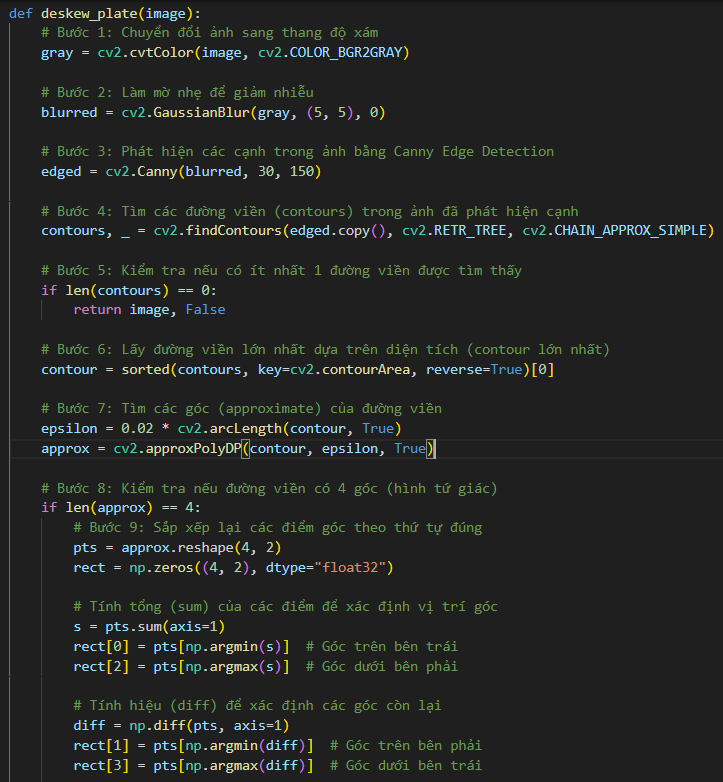 def deskew_plate(image):
    # Bước 1: Chuyển đổi ảnh sang thang độ xám
    gray = cv2.cvtColor(image, cv2.COLOR_BGR2GRAY)

    # Bước 2: Làm mờ nhẹ để giảm nhiễu
    blurred = cv2.GaussianBlur(gray, (5, 5), 0)

    # Bước 3: Phát hiện các cạnh trong ảnh bằng Canny Edge Detection
    edged = cv2.Canny(blurred, 30, 150)

    # Bước 4: Tìm các đường viền (contours) trong ảnh đã phát hiện cạnh
    contours, _ = cv2.findContours(edged.copy(), cv2.RETR_TREE, cv2.CHAIN_APPROX_SIMPLE)

    # Bước 5: Kiểm tra nếu có ít nhất 1 đường viền được tìm thấy
    if len(contours) == 0:
        return image, False

    # Bước 6: Lấy đường viền lớn nhất dựa trên diện tích (contour lớn nhất)
    contour = sorted(contours, key=cv2.contourArea, reverse=True)[0]

    # Bước 7: Tìm các góc (approximate) của đường viền
    epsilon = 0.02 * cv2.arcLength(contour, True)
    approx = cv2.approxPolyDP(contour, epsilon, True)

    # Bước 8: Kiểm tra nếu đường viền có 4 góc (hình tứ giác)
    if len(approx) == 4:
        # Bước 9: Sắp xếp lại các điểm góc theo thứ tự đúng
        pts = approx.reshape(4, 2)
        rect = np.zeros((4, 2), dtype="float32")

        # Tính tổng (sum) của các điểm để xác định vị trí góc
        s = pts.sum(axis=1)
        rect[0] = pts[np.argmin(s)]  # Góc trên bên trái
        rect[2] = pts[np.argmax(s)]  # Góc dưới bên phải

        # Tính hiệu (diff) để xác định các góc còn lại
        diff = np.diff(pts, axis=1)
        rect[1] = pts[np.argmin(diff)]  # Góc trên bên phải
        rect[3] = pts[np.argmax(diff)]  # Góc dưới bên trái